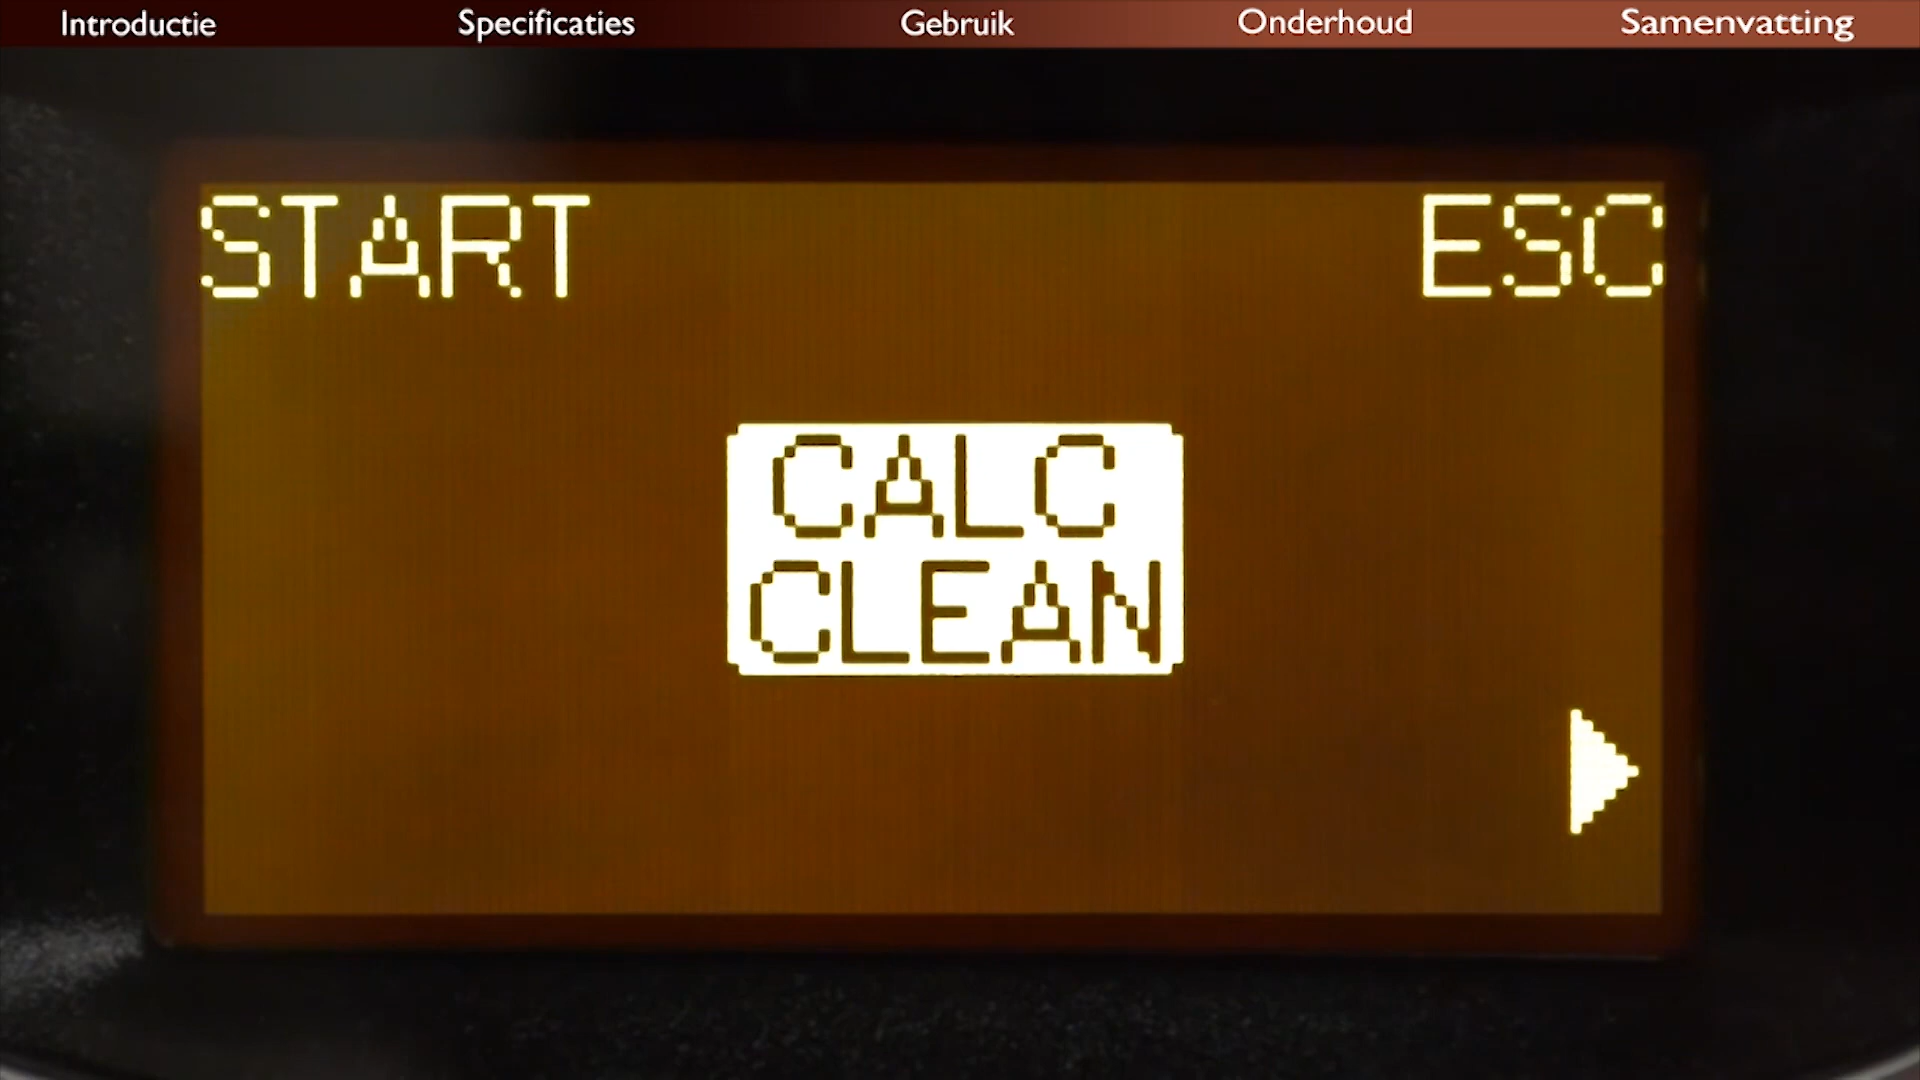 Introductie Specificaties Gebruik Onderhoud Samenvatting
START ESC
CALC
CLEAN